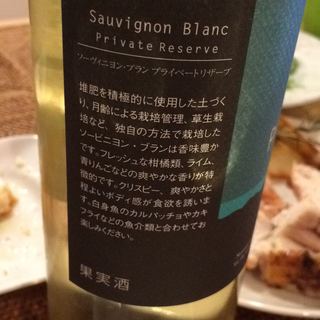 Sauvignon Blanc
Private Reserve
ソーヴィニヨン・ブラン プライベートリザーブ
堆肥を積極的に使用した土づく
り、月齢による栽培管理、草生栽
培など、独自の方法で栽培した
ソービニヨン・ブランは香味豊か
です。フレッシュな柑橘類、ライム、
青りんごなどの爽やかな香りが特
徴的です。クリスピー、爽やかさと
程よいボディ感が食欲を誘いま
す。白身魚のカルパッチョやカキ
フライなどの魚介類と合わせてお
楽しみください。
果実酒